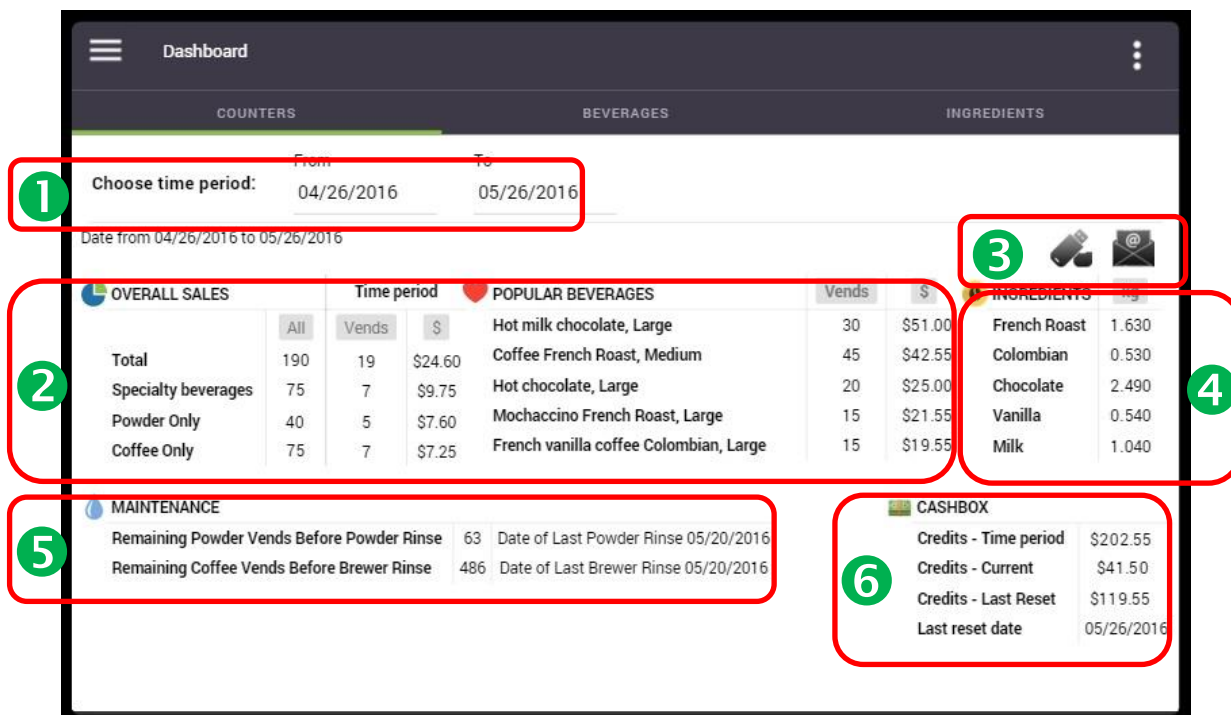 Dashboard
COUNTERS BEVERAGES INGREDIENTS
From To
1 Choose time period: 04/26/2016 05/26/2016
Date from 04/26/2016 to 05/26/2016
3 @
OVERALL SALES Time period POPULAR BEVERAGES Vends $ INGREDIENTS Kg
All Vends $ Hot milk chocolate, Large 30 $51.00 French Roast 1.630
Total 190 19 $24.60 Coffee French Roast, Medium 45 $42.55 Colombian 0.530
2 Specialty beverages 75 7 $9.75 Hot chocolate, Large 20 $25.00 Chocolate 2.490 4
Powder Only 40 5 $7.60 Mochaccino French Roast, Large 15 $21.55 Vanilla 0.540
Coffee Only 75 7 $7.25 French vanilla coffee Colombian, Large 15 $19.55 Milk 1.040
MAINTENANCE CASHBOX
Remaining Powder Vends Before Powder Rinse 63 Date of Last Powder Rinse 05/20/2016 Credits - Time period $202.55
5 Remaining Coffee Vends Before Brewer Rinse 486 Date of Last Brewer Rinse 05/20/2016 6 Credits - Current $41.50
Credits - Last Reset $119.55
Last reset date 05/26/2016